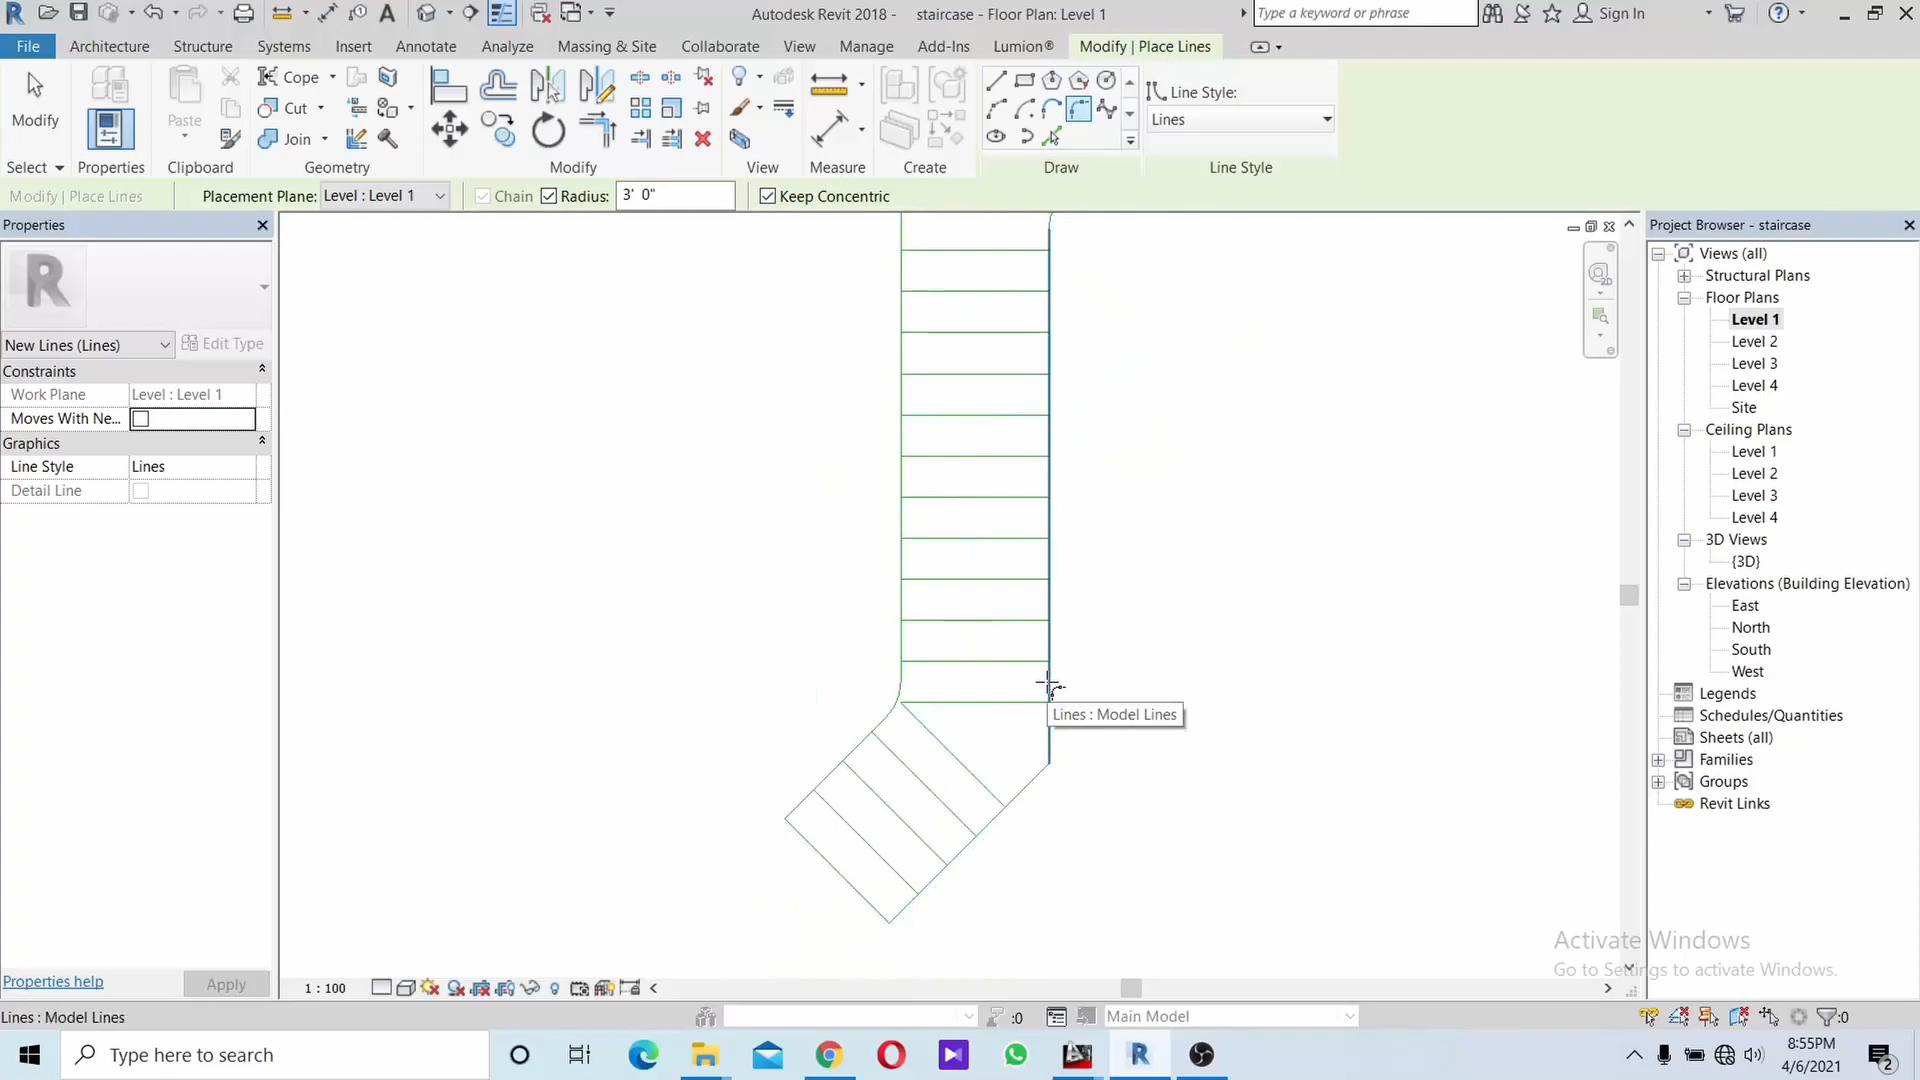 Autodesk Revit 2018 - staircase - Floor Plan: Level 1
Type a keyword or phrase
Sign In
File Architecture Structure Systems Insert Annotate Analyze Massing & Site Collaborate View Manage Add-Ins Lumion® Modify | Place Lines
Modify
Paste
Cope
Cut
Join
Line Style:
Lines
Select Properties Clipboard Geometry Modify View Measure Create Draw Line Style
Modify | Place Lines Placement Plane: Level : Level 1 Chain Radius: 3' 0" Keep Concentric
Properties
New Lines (Lines) Edit Type
Constraints
Work Plane Level : Level 1
Moves With Ne...
Graphics
Line Style Lines
Detail Line
Properties help Apply
Lines : Model Lines
Project Browser - staircase
Views (all)
Structural Plans
Floor Plans
Level 1
Level 2
Level 3
Level 4
Site
Ceiling Plans
Level 1
Level 2
Level 3
Level 4
3D Views
{3D}
Elevations (Building Elevation)
East
North
South
West
Legends
Schedules/Quantities
Sheets (all)
Families
Groups
Revit Links
Activate Windows
Go to Settings to activate Windows.
1 : 100
Lines : Model Lines :0 Main Model :0
Type here to search
8:55PM
4/6/2021
2